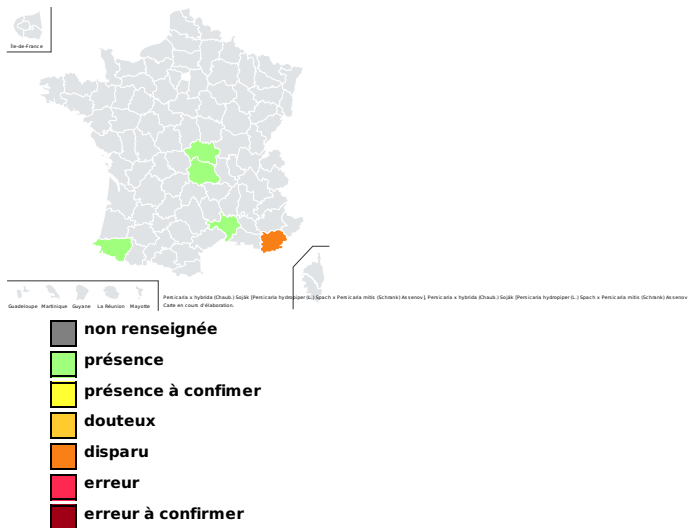 Île-de-France
Guadeloupe Martinique Guyane La Réunion Mayotte
Persicaria x hybrida (Chaub.) Soják [Persicaria hydropiper (L.) Spach x Persicaria mitis (Schrank) Assenov], Persicaria x hybrida (Chaub.) Soják [Persicaria hydropiper (L.) Spach x Persicaria mitis (Schrank) Assenov
Carte en cours d'élaboration.
non renseignée
présence
présence à confimer
douteux
disparu
erreur
erreur à confirmer